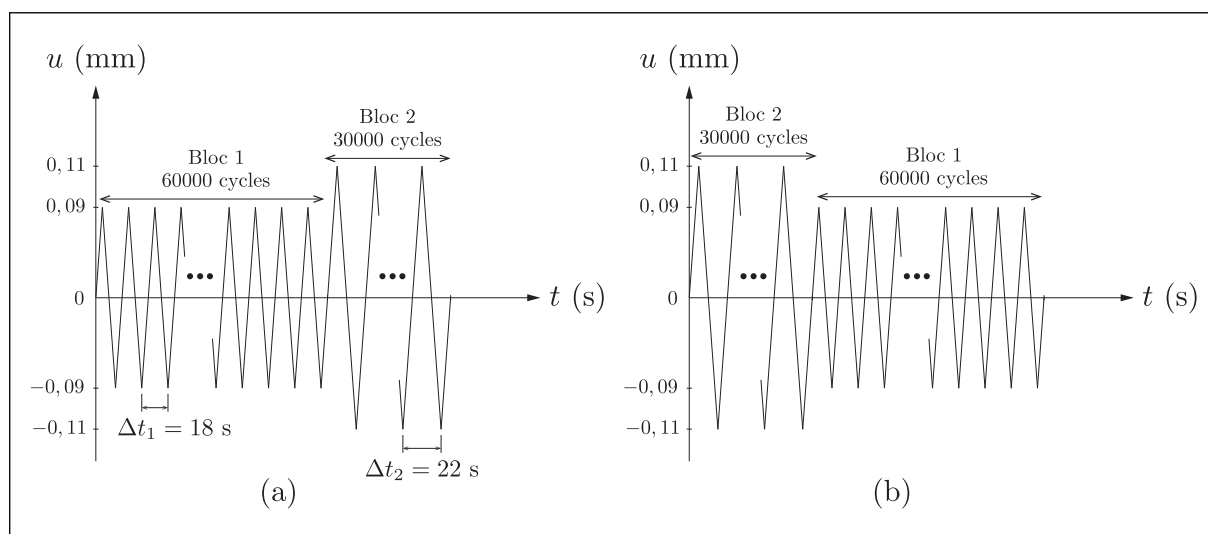 u (mm)
Bloc 2
30000 cycles
Bloc 1
60000 cycles
0, 11
0, 09
0
−0, 09
−0, 11
t (s)
Δt₁ = 18 s
Δt₂ = 22 s
(a)
u (mm)
Bloc 2
30000 cycles
Bloc 1
60000 cycles
0, 11
0, 09
0
−0, 09
−0, 11
t (s)
(b)